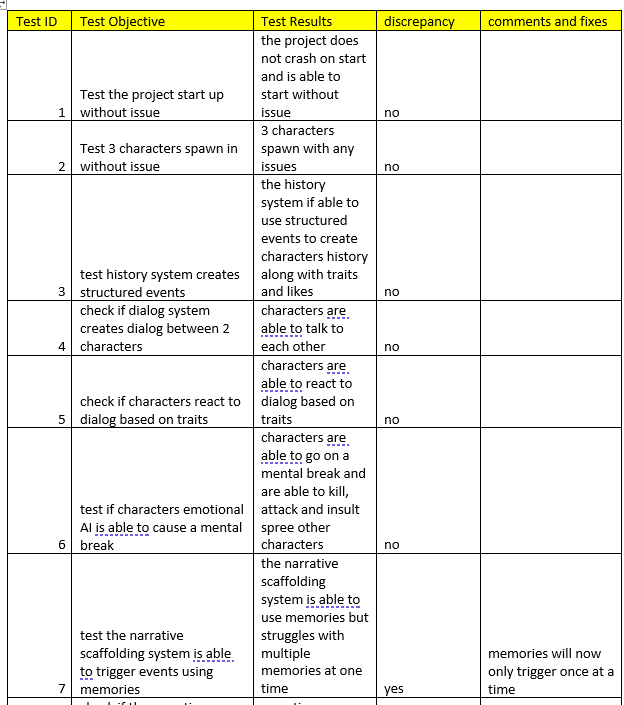 Test ID Test Objective Test Results discrepancy comments and fixes
the project does
not crash on start
and is able to
Test the project start up start without
1 without issue issue no
3 characters
Test 3 characters spawn in spawn with any
2 without issue issues no
the history
system if able to
use structured
events to create
characters history
test history system creates along with traits
3 structured events and likes no
check if dialog system characters are
creates dialog between 2 able to talk to
4 characters each other no
characters are
able to react to
check if characters react to dialog based on
5 dialog based on traits traits no
characters are
able to go on a
mental break and
are able to kill,
test if characters emotional attack and insult
AI is able to cause a mental spree other
6 break characters no
the narrative
scaffolding
system is able to
use memories but
test the narrative struggles with
scaffolding system is able multiple memories will now
to trigger events using memories at one only trigger once at a
7 memories time yes time